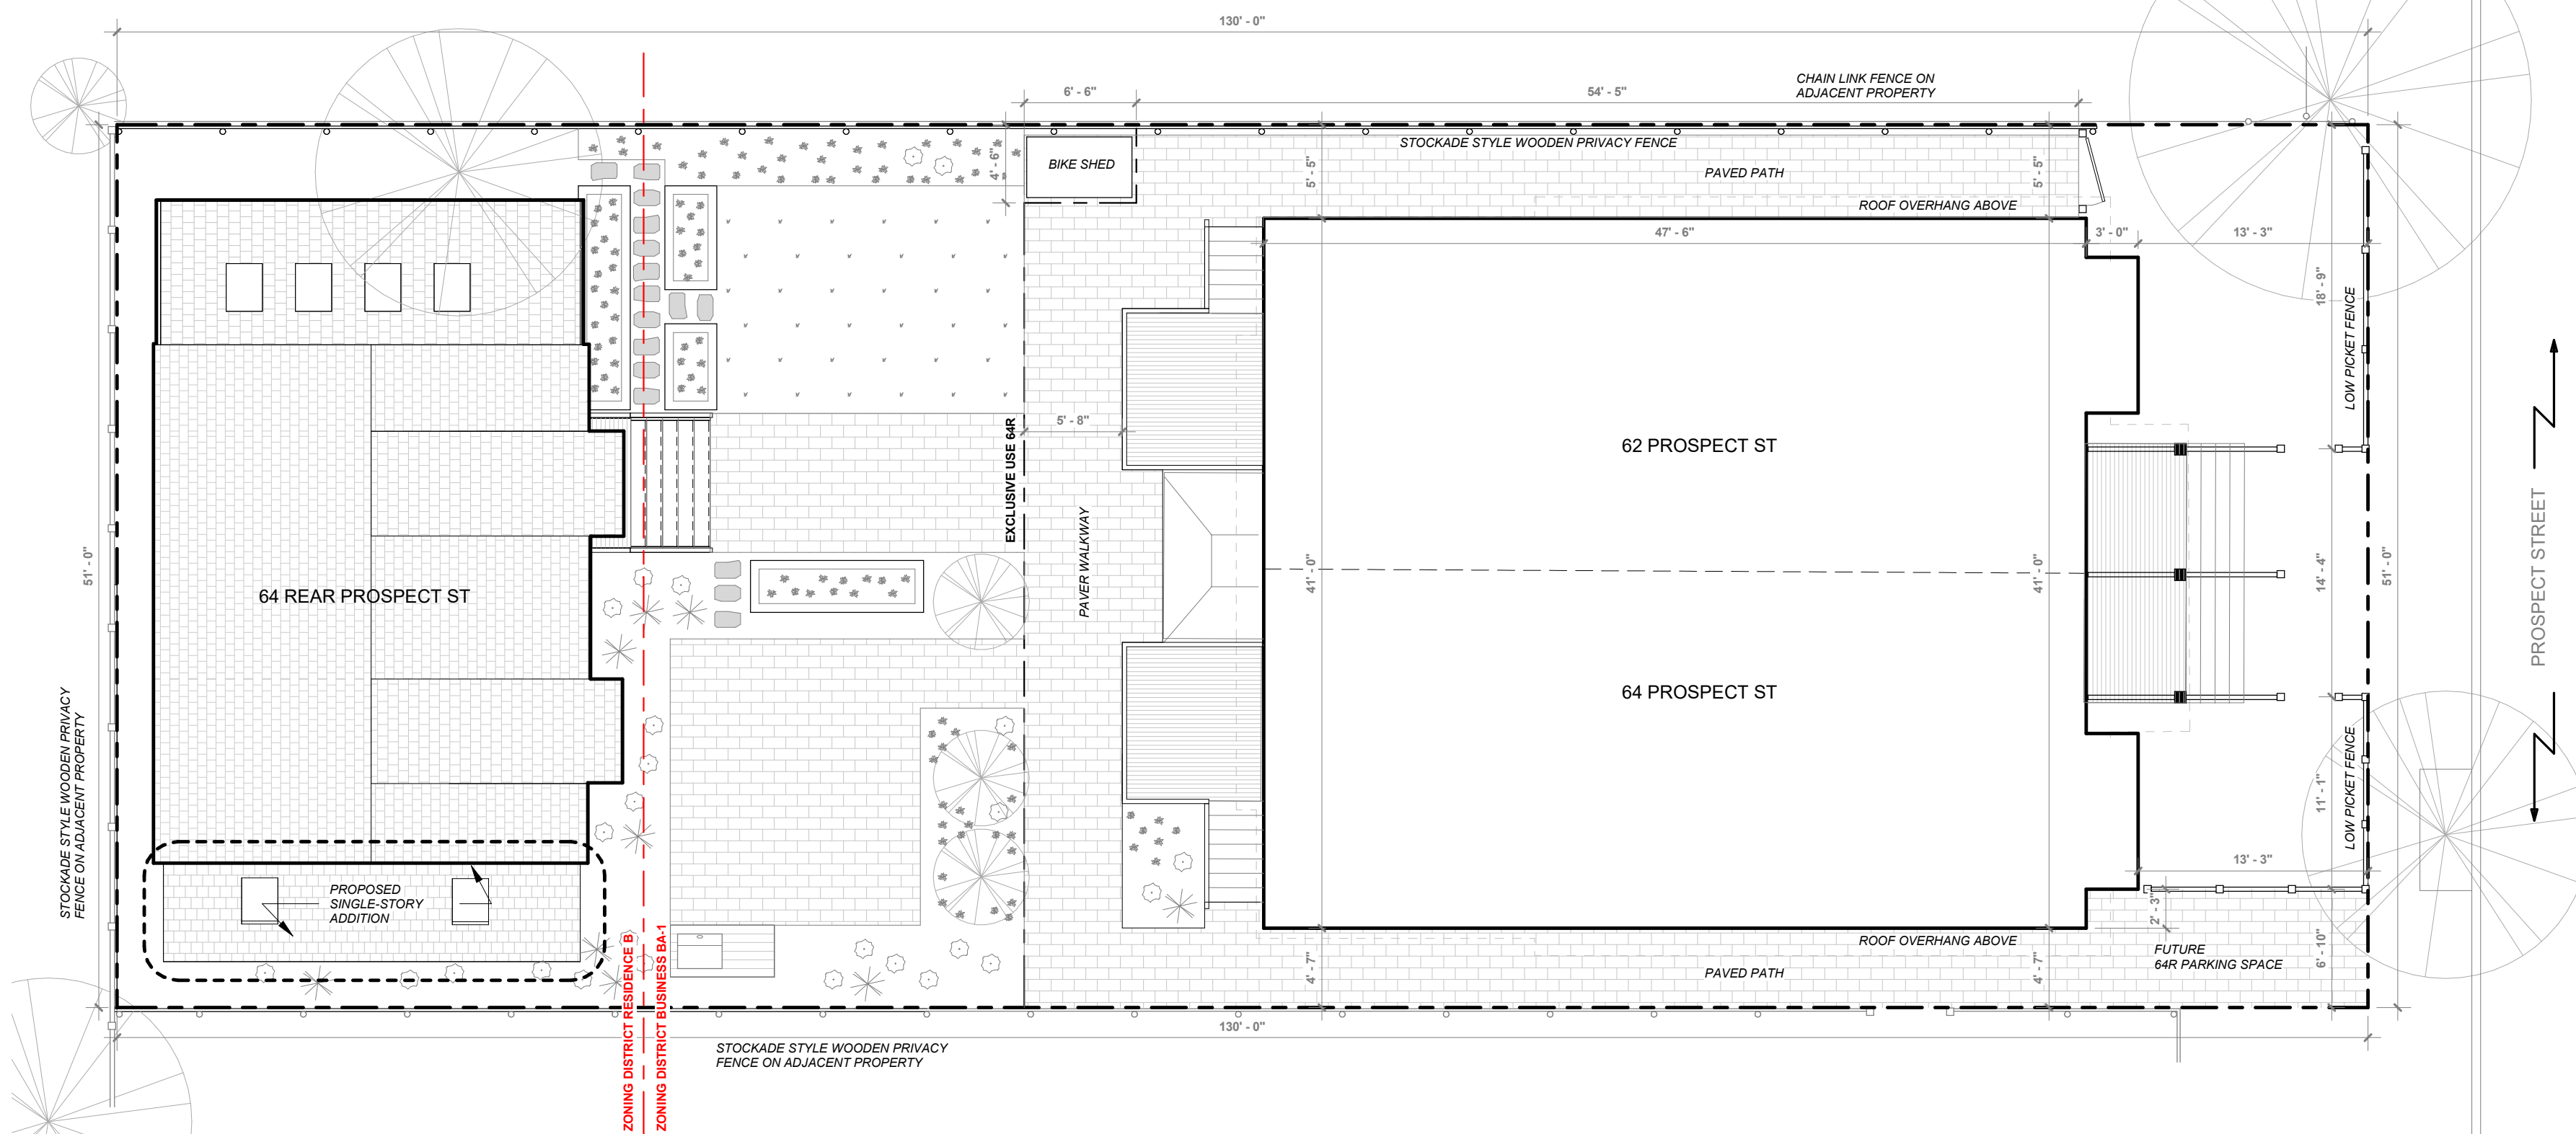 130' - 0"
CHAIN LINK FENCE ON
ADJACENT PROPERTY
6' - 6"
54' - 5"
STOCKADE STYLE WOODEN PRIVACY FENCE
4' - 6"
BIKE SHED
5' - 5"
PAVED PATH
5' - 5"
ROOF OVERHANG ABOVE
47' - 6"
3' - 0"
13' - 3"
18' - 9"
LOW PICKET FENCE
5' - 8"
EXCLUSIVE USE 64R
62 PROSPECT ST
PAVER WALKWAY
PROSPECT STREET
51' - 0"
64 REAR PROSPECT ST
41' - 0"
41' - 0"
14' - 4"
51' - 0"
64 PROSPECT ST
STOCKADE STYLE WOODEN PRIVACY
FENCE ON ADJACENT PROPERTY
11' - 1"
LOW PICKET FENCE
13' - 3"
PROPOSED
SINGLE-STORY
ADDITION
2' - 3"
ROOF OVERHANG ABOVE
FUTURE
64R PARKING SPACE
6' - 10"
4' - 7"
PAVED PATH
4' - 7"
ZONING DISTRICT RESIDENCE B
ZONING DISTRICT BUSINESS BA-1
130' - 0"
STOCKADE STYLE WOODEN PRIVACY
FENCE ON ADJACENT PROPERTY